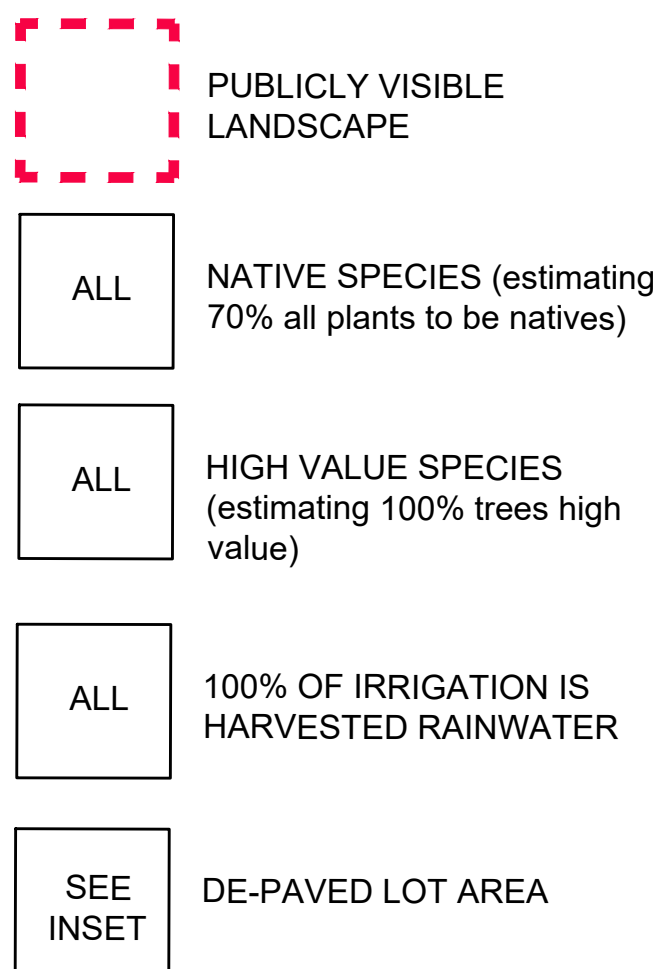 PUBLICLY VISIBLE
LANDSCAPE
ALL
NATIVE SPECIES (estimating
70% all plants to be natives)
ALL
HIGH VALUE SPECIES
(estimating 100% trees high
value)
ALL
100% OF IRRIGATION IS
HARVESTED RAINWATER
SEE
INSET
DE-PAVED LOT AREA